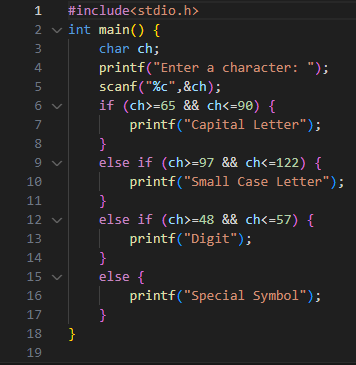 1 #include<stdio.h>
2 int main() {
3     char ch;
4     printf("Enter a character: ");
5     scanf("%c",&ch);
6     if (ch>=65 && ch<=90) {
7         printf("Capital Letter");
8     }
9     else if (ch>=97 && ch<=122) {
10         printf("Small Case Letter");
11     }
12     else if (ch>=48 && ch<=57) {
13         printf("Digit");
14     }
15     else {
16         printf("Special Symbol");
17     }
18 }
19